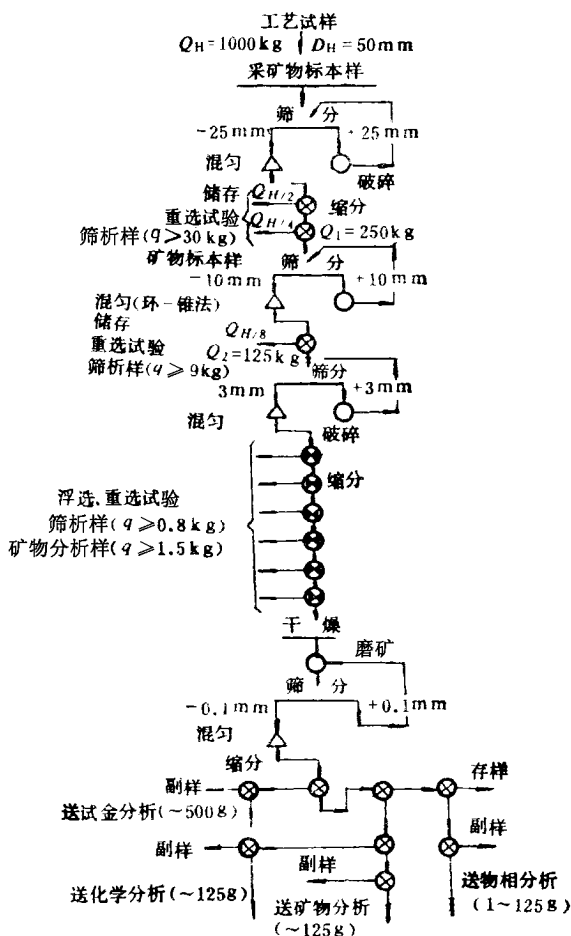 工艺试样
Q_H=1000kg D_H=50mm
采矿物标本样
筛 分
-25mm +25mm
混匀
破碎
储存 Q_H/2 缩分
重选试验 Q_H/4
筛析样(q≥30kg) Q₁=250kg
矿物标本样 筛 分
-10mm +10mm
混匀(环-锥法)
储存 Q_H/8
重选试验 Q₂=125kg
筛析样(q≥9kg) 筛分
3mm +3mm
混匀
破碎
缩分
浮选、重选试验
筛析样(q≥0.8kg)
矿物分析样(q≥1.5kg)
干 燥
磨矿
筛 分
-0.1mm +0.1mm
混匀
缩分
副样 存样
送试金分析(~500g)
副样 副样
副样
送化学分析(~125g) 送物相分析
送矿物分析 (1~125g)
(~125g)